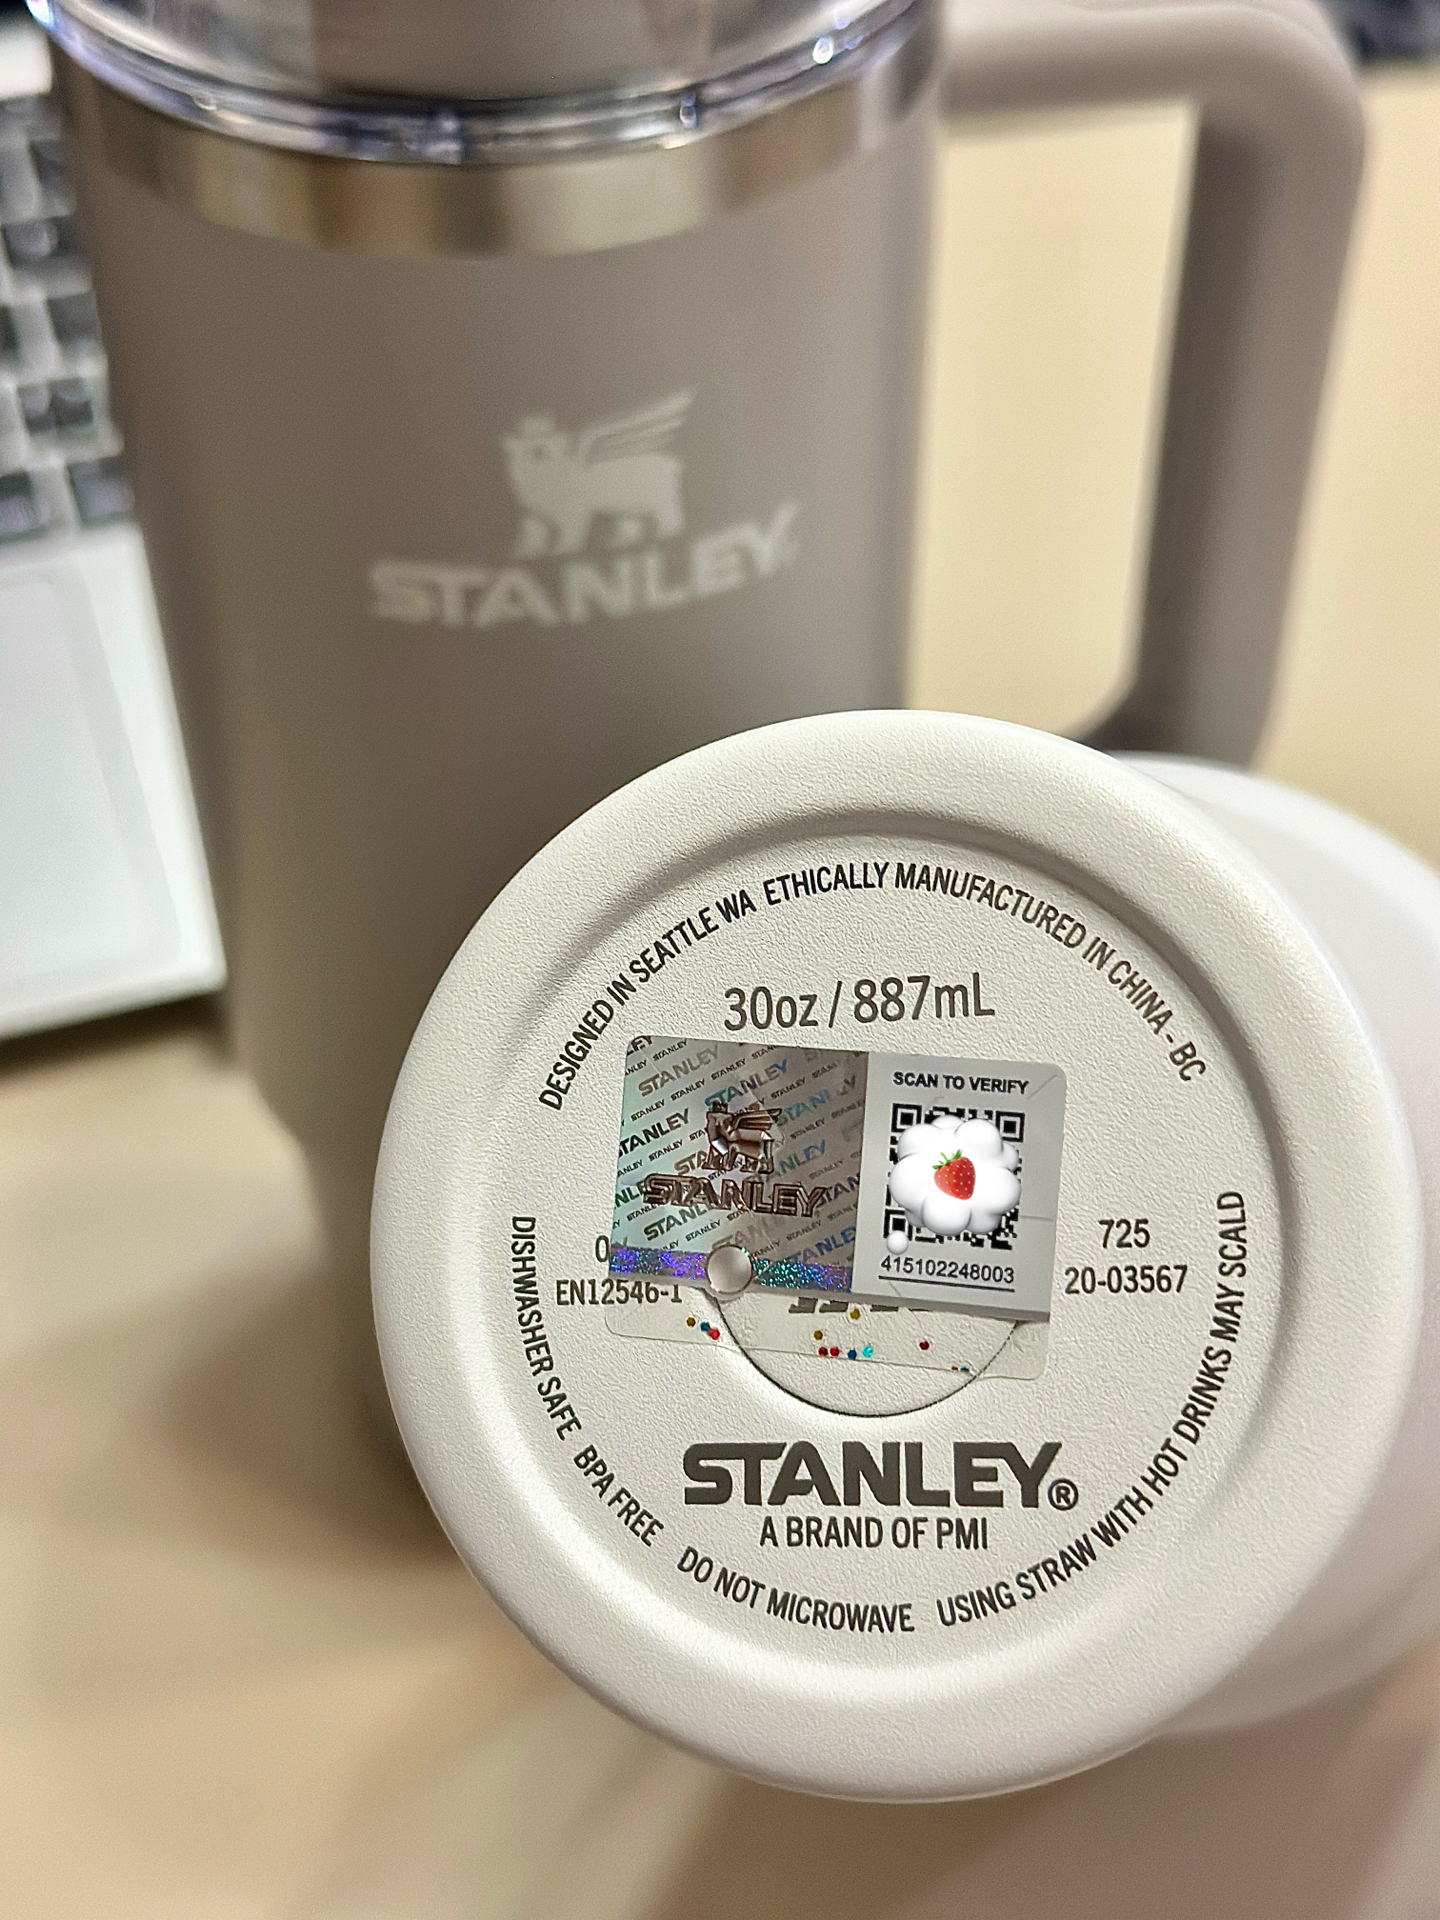 STANLEY
DESIGNED IN SEATTLE WA ETHICALLY MANUFACTURED IN CHINA - BC
30oz / 887mL
STANLEY
SCAN TO VERIFY
415102248003
725
EN12546-1
20-03567
STANLEY®
A BRAND OF PMI
DISHWASHER SAFE BPA FREE DO NOT MICROWAVE USING STRAW WITH HOT DRINKS MAY SCALD